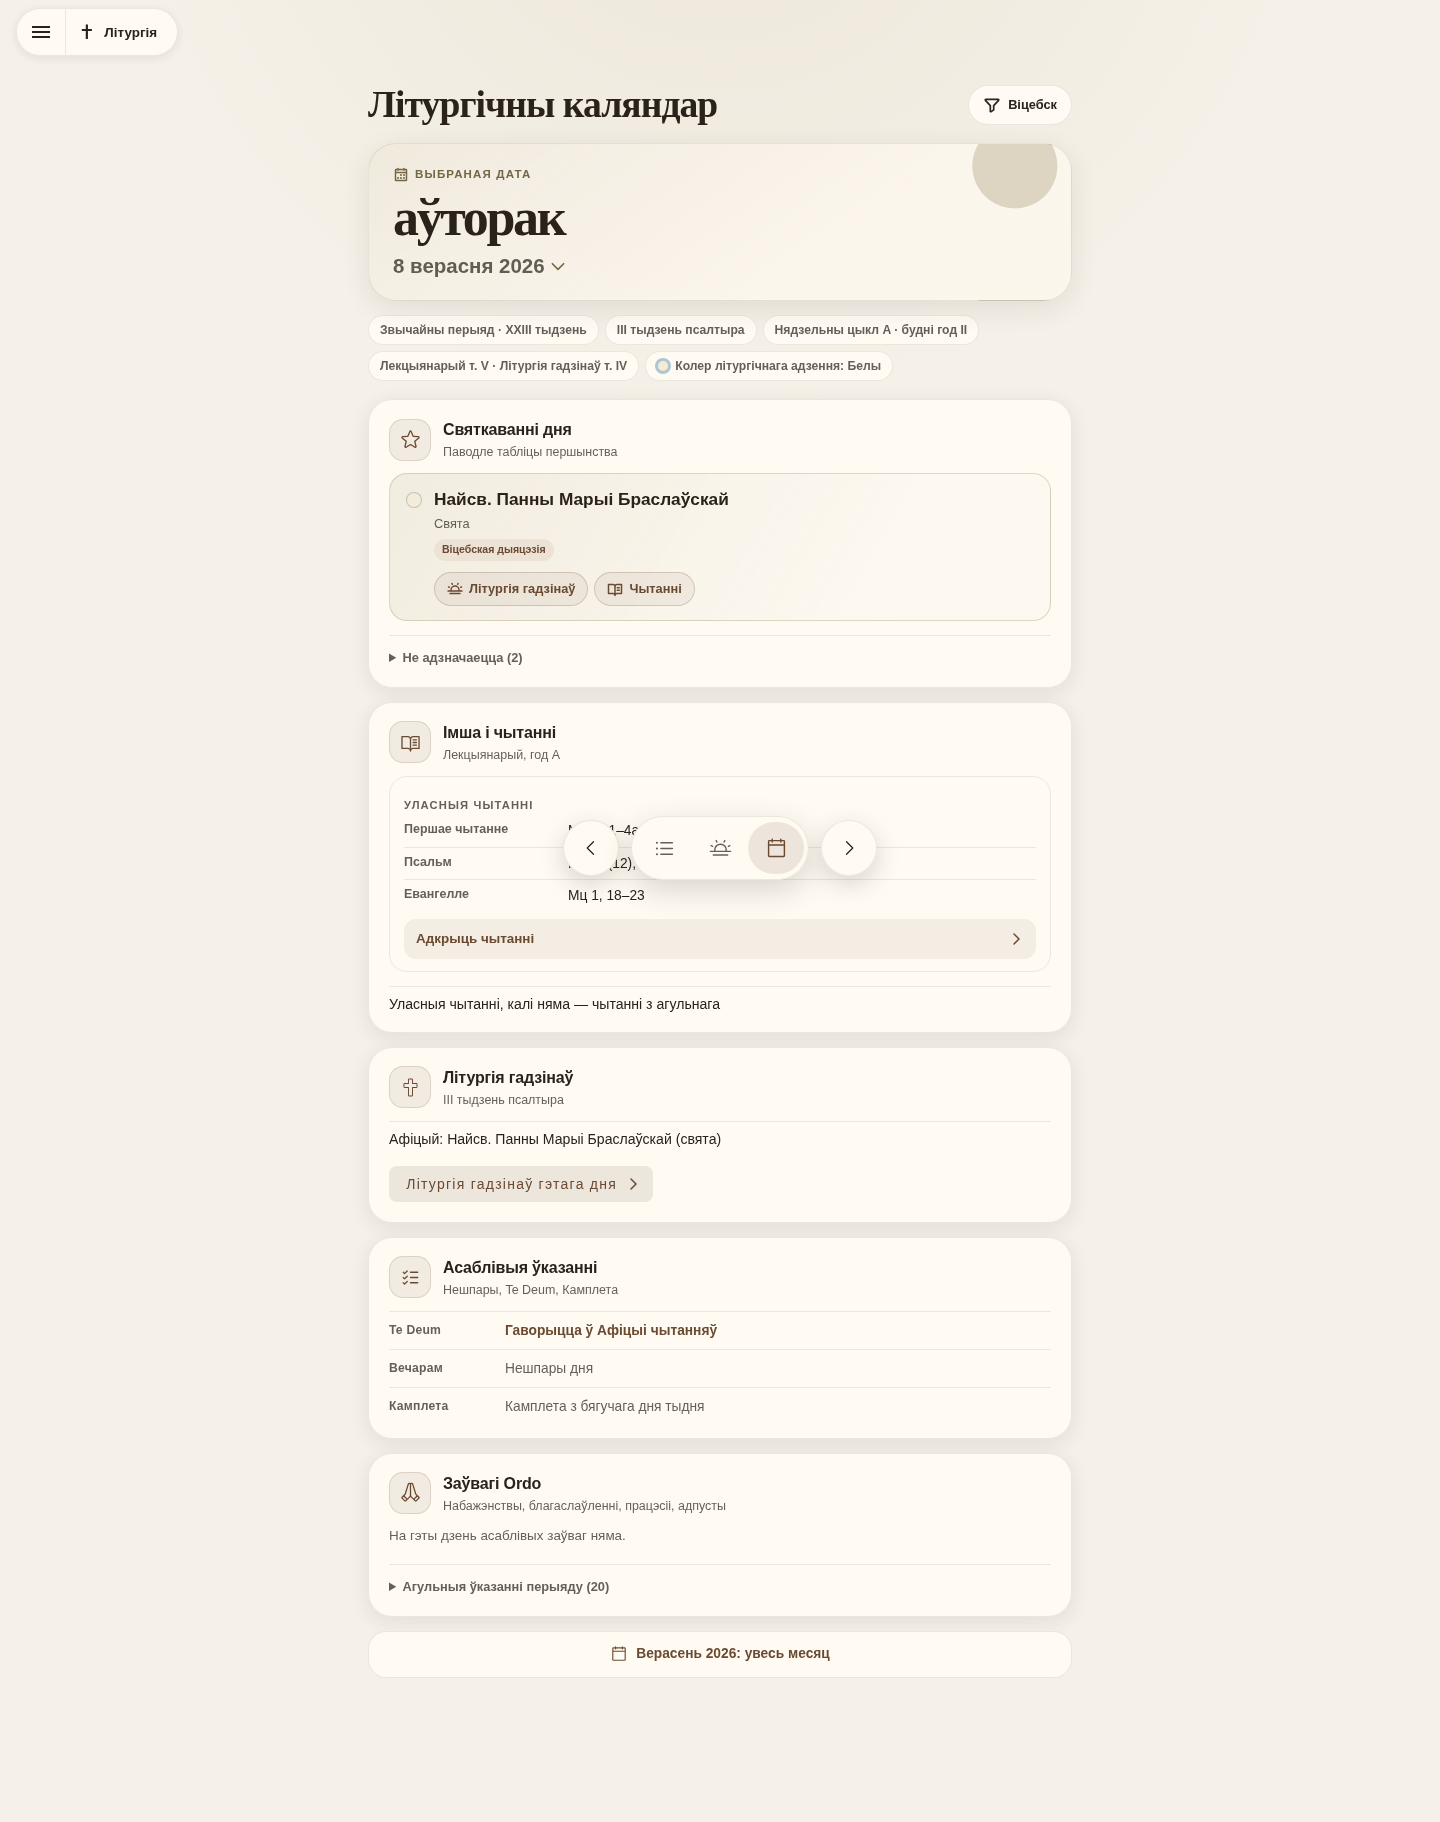 Літургія
Літургічны каляндар
Віцебск
ВЫБРАНАЯ ДАТА
аўторак
8 верасня 2026
Звычайны перыяд · XXIII тыдзень
III тыдзень псалтыра
Нядзельны цыкл A · будні год II
Лекцыянарый т. V · Літургія гадзінаў т. IV
Колер літургічнага адзення: Белы
Святкаванні дня
Паводле табліцы першынства
Найсв. Панны Марыі Браслаўскай
Свята
Віцебская дыяцэзія
Літургія гадзінаў
Чытанні
Не адзначаецца (2)
Імша і чытанні
Лекцыянарый, год A
УЛАСНЫЯ ЧЫТАННІ
Першае чытанне
Псальм
Евангелле
Мц 1, 18–23
Адкрыць чытанні
Уласныя чытанні, калі няма — чытанні з агульнага
Літургія гадзінаў
III тыдзень псалтыра
Афіцый: Найсв. Панны Марыі Браслаўскай (свята)
Літургія гадзінаў гэтага дня
Асаблівыя ўказанні
Нешпары, Te Deum, Камплета
Te Deum
Гаворыцца ў Афіцыі чытанняў
Вечарам
Нешпары дня
Камплета
Камплета з бягучага дня тыдня
Заўвагі Ordo
Набажэнствы, благаслаўленні, працэсіі, адпусты
На гэты дзень асаблівых заўваг няма.
Агульныя ўказанні перыяду (20)
Верасень 2026: увесь месяц